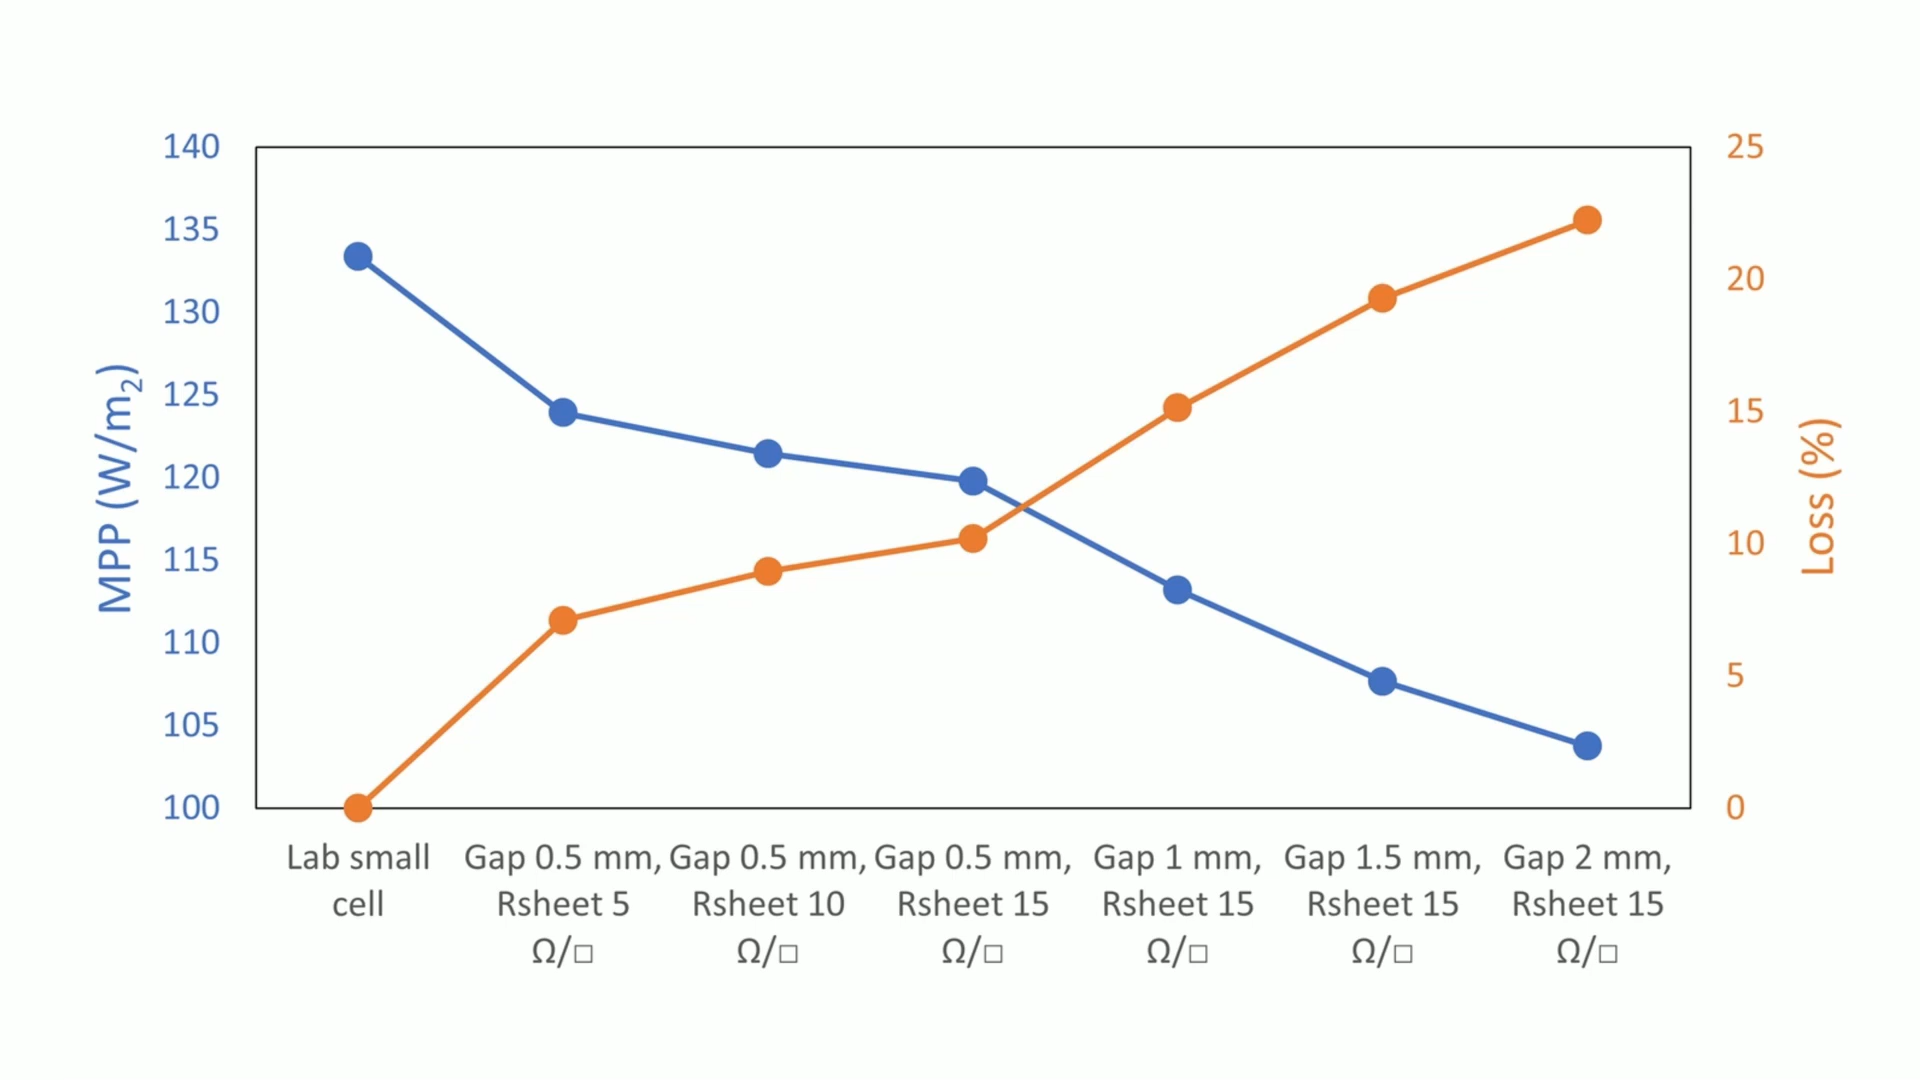 140
135
130
125
120
115
110
105
100
MPP (W/m₂)
25
20
15
10
5
0
Loss (%)
Lab small
cell
Gap 0.5 mm,
Rsheet 5
Ω/□
Gap 0.5 mm,
Rsheet 10
Ω/□
Gap 0.5 mm,
Rsheet 15
Ω/□
Gap 1 mm,
Rsheet 15
Ω/□
Gap 1.5 mm,
Rsheet 15
Ω/□
Gap 2 mm,
Rsheet 15
Ω/□